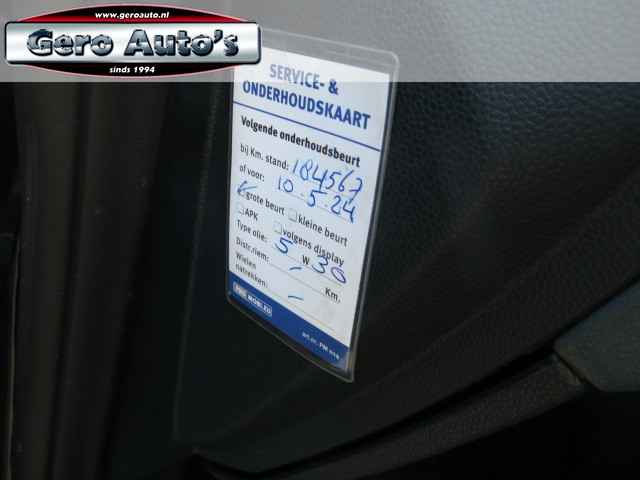 www.geroauto.nl
Gero Auto's
sinds 1994
SERVICE- &
ONDERHOUDSKAART
Volgende onderhoudsbeurt
bij Km. stand: 184567
of voor: 10.5.24
grote beurt kleine beurt
APK volgens display
Type olie: 5 W 30
Distr.riem: - Km.
Wielen
natrekken: -